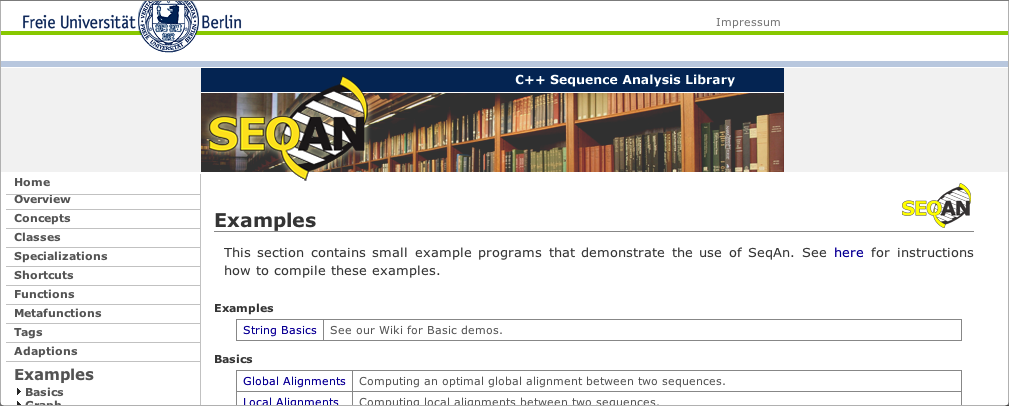 Freie Universität Berlin
Impressum
C++ Sequence Analysis Library
SEQAN
Home
Overview
Concepts
Classes
Specializations
Shortcuts
Functions
Metafunctions
Tags
Adaptions
Examples
Basics
Graph
SEQAN
Examples
This section contains small example programs that demonstrate the use of SeqAn. See here for instructions
how to compile these examples.
Examples
String Basics See our Wiki for Basic demos.
Basics
Global Alignments Computing an optimal global alignment between two sequences.
Local Alignments Computing local alignments between two sequences.